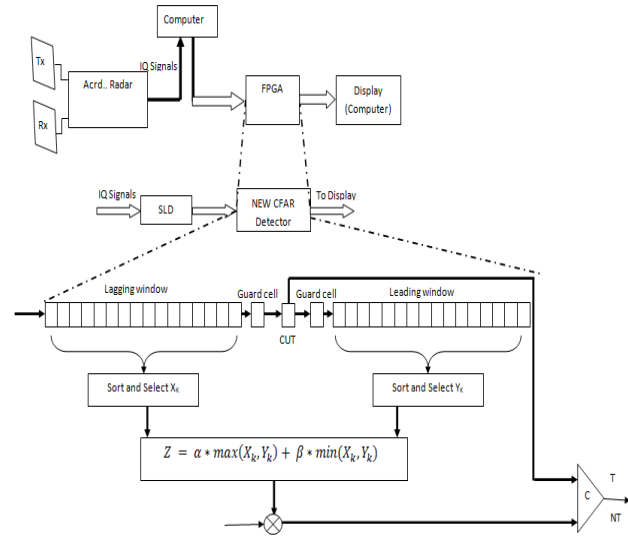 Computer
Tx
IQ Signals
Acrd.. Radar
Rx
FPGA
Display
(Computer)
IQ Signals
SLD
NEW CFAR
Detector
To Display
Lagging window
Guard cell
Guard cell
Leading window
CUT
Sort and Select XK
Sort and Select YK
Z = α * max(Xk, Yk) + β * min(Xk, Yk)
T
C
NT